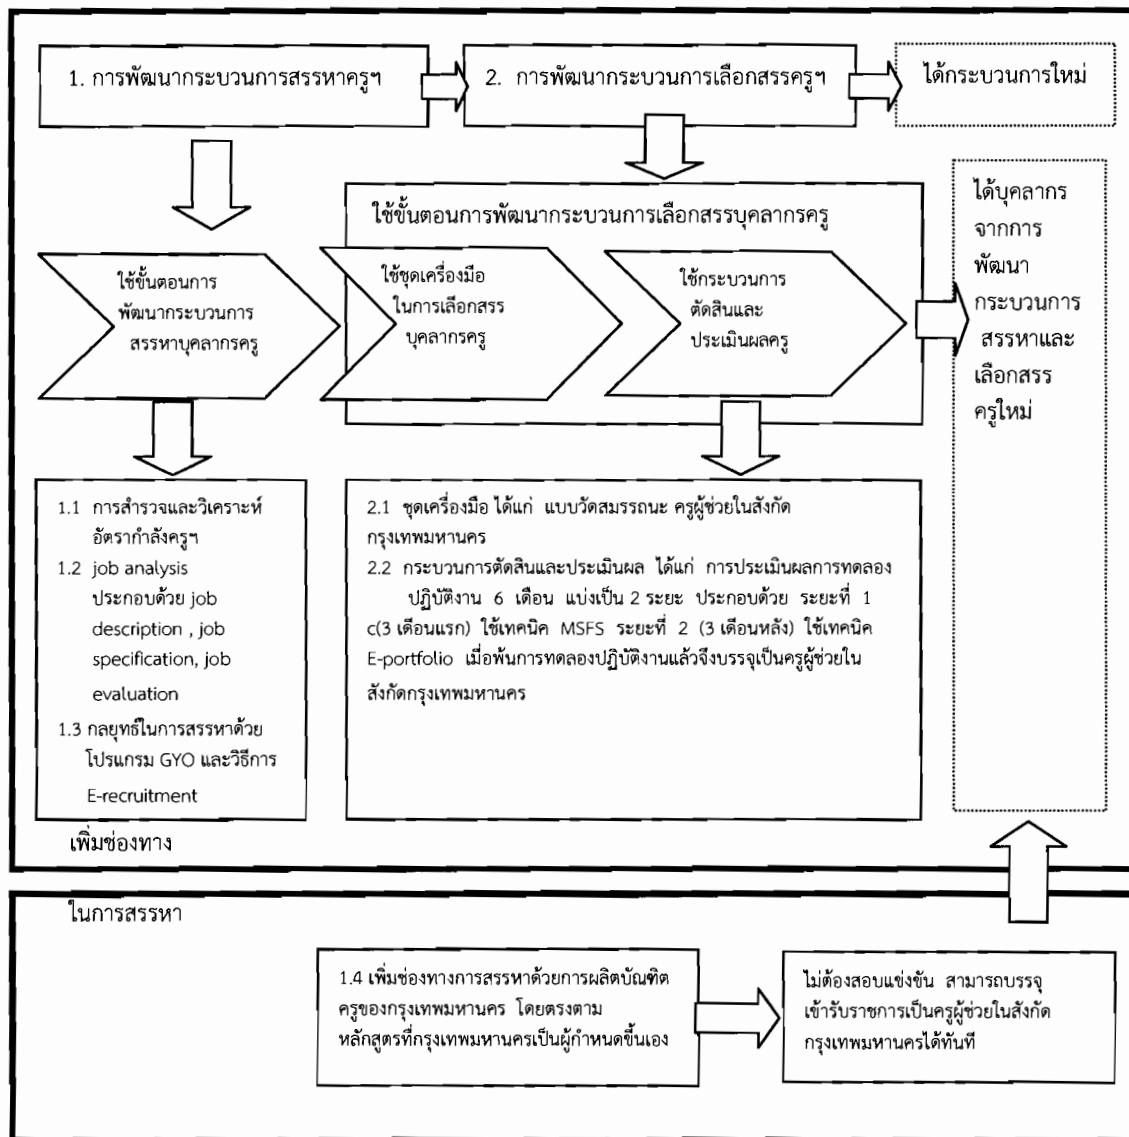 1. การพัฒนากระบวนการสรรหาครูฯ
2. การพัฒนากระบวนการเลือกสรรครูฯ
ได้กระบวนการใหม่
ใช้ขั้นตอนการพัฒนากระบวนการเลือกสรรบุคลากรครู
ใช้ขั้นตอนการ
พัฒนากระบวนการ
สรรหาบุคลากรครู
ใช้ชุดเครื่องมือ
ในการเลือกสรร
บุคลากรครู
ใช้กระบวนการ
ตัดสินและ
ประเมินผลครู
ได้บุคลากร
จากการ
พัฒนา
กระบวนการ
สรรหาและ
เลือกสรร
ครูใหม่
1.1 การสำรวจและวิเคราะห์
อัตรากำลังครูฯ
1.2 job analysis
ประกอบด้วย job
description , job
specification, job
evaluation
1.3 กลยุทธ์ในการสรรหาด้วย
โปรแกรม GYO และวิธีการ
E-recruitment
2.1 ชุดเครื่องมือ ได้แก่ แบบวัดสมรรถนะ ครูผู้ช่วยในสังกัด
กรุงเทพมหานคร
2.2 กระบวนการตัดสินและประเมินผล ได้แก่ การประเมินผลการทดลอง
ปฏิบัติงาน 6 เดือน แบ่งเป็น 2 ระยะ ประกอบด้วย ระยะที่ 1
c(3 เดือนแรก) ใช้เทคนิค MSFS ระยะที่ 2 (3 เดือนหลัง) ใช้เทคนิค
E-portfolio เมื่อพ้นการทดลองปฏิบัติงานแล้วจึงบรรจุเป็นครูผู้ช่วยใน
สังกัดกรุงเทพมหานคร
เพิ่มช่องทาง
ในการสรรหา
1.4 เพิ่มช่องทางการสรรหาด้วยการผลิตบัณฑิต
ครูของกรุงเทพมหานคร โดยตรงตาม
หลักสูตรที่กรุงเทพมหานครเป็นผู้กำหนดขึ้นเอง
ไม่ต้องสอบแข่งขัน สามารถบรรจุ
เข้ารับราชการเป็นครูผู้ช่วยในสังกัด
กรุงเทพมหานครได้ทันที